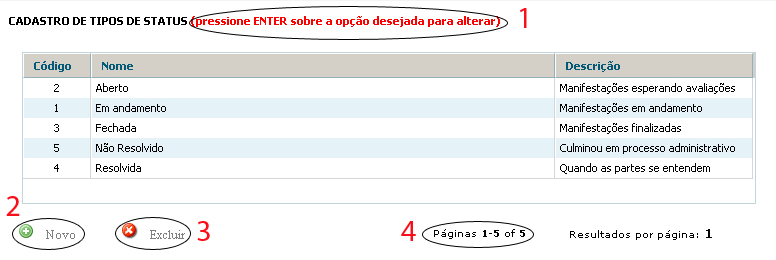 CADASTRO DE TIPOS DE STATUS (pressione ENTER sobre a opção desejada para alterar) 1
Código Nome Descrição
2 Aberto Manifestações esperando avaliações
1 Em andamento Manifestações em andamento
3 Fechada Manifestações finalizadas
5 Não Resolvido Culminou em processo administrativo
4 Resolvida Quando as partes se entendem
2 Novo Excluir 3 4 Páginas 1-5 of 5 Resultados por página: 1